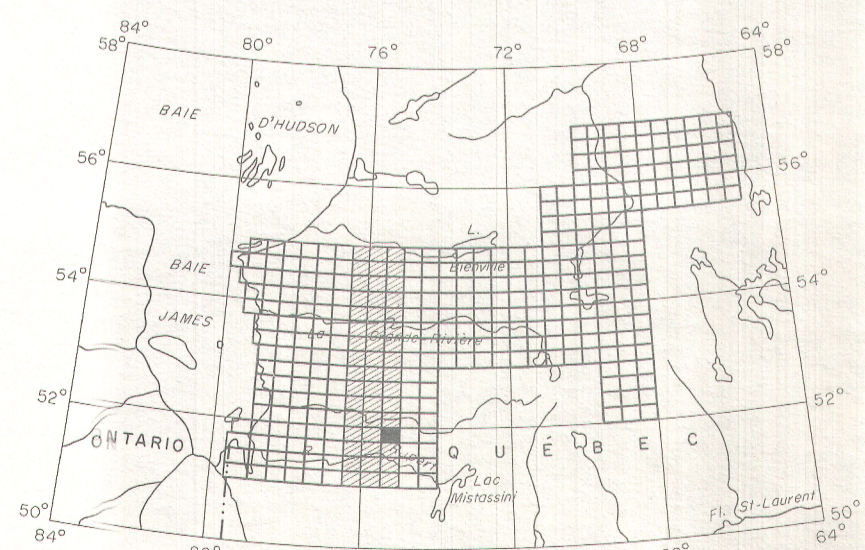 84° 80° 76° 72° 68° 64°
58° 58°
BAIE
D'HUDSON
56° 56°
L.
Bienville
BAIE
54° 54°
JAMES
La Grande Rivière
52° 52°
ONTARIO
QUÉBEC
R.
Lac
Mistassini
Fl. St-Laurent
50° 50°
84° 64°